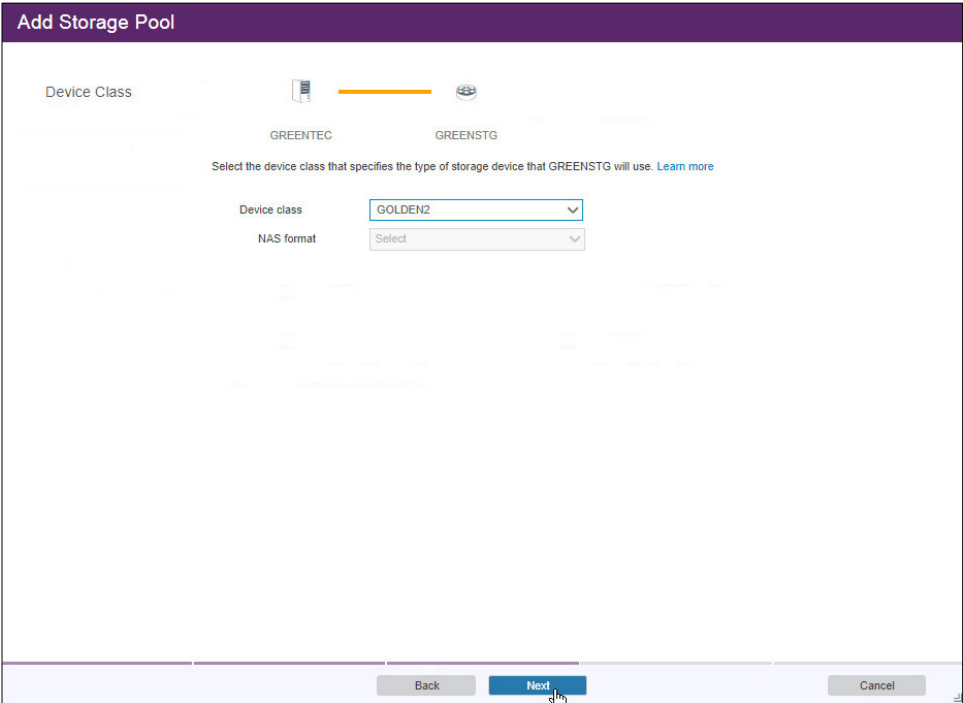 Add Storage Pool
Device Class
GREENTEC GREENSTG
Select the device class that specifies the type of storage device that GREENSTG will use. Learn more
Device class GOLDEN2
NAS format Select
Back Next Cancel